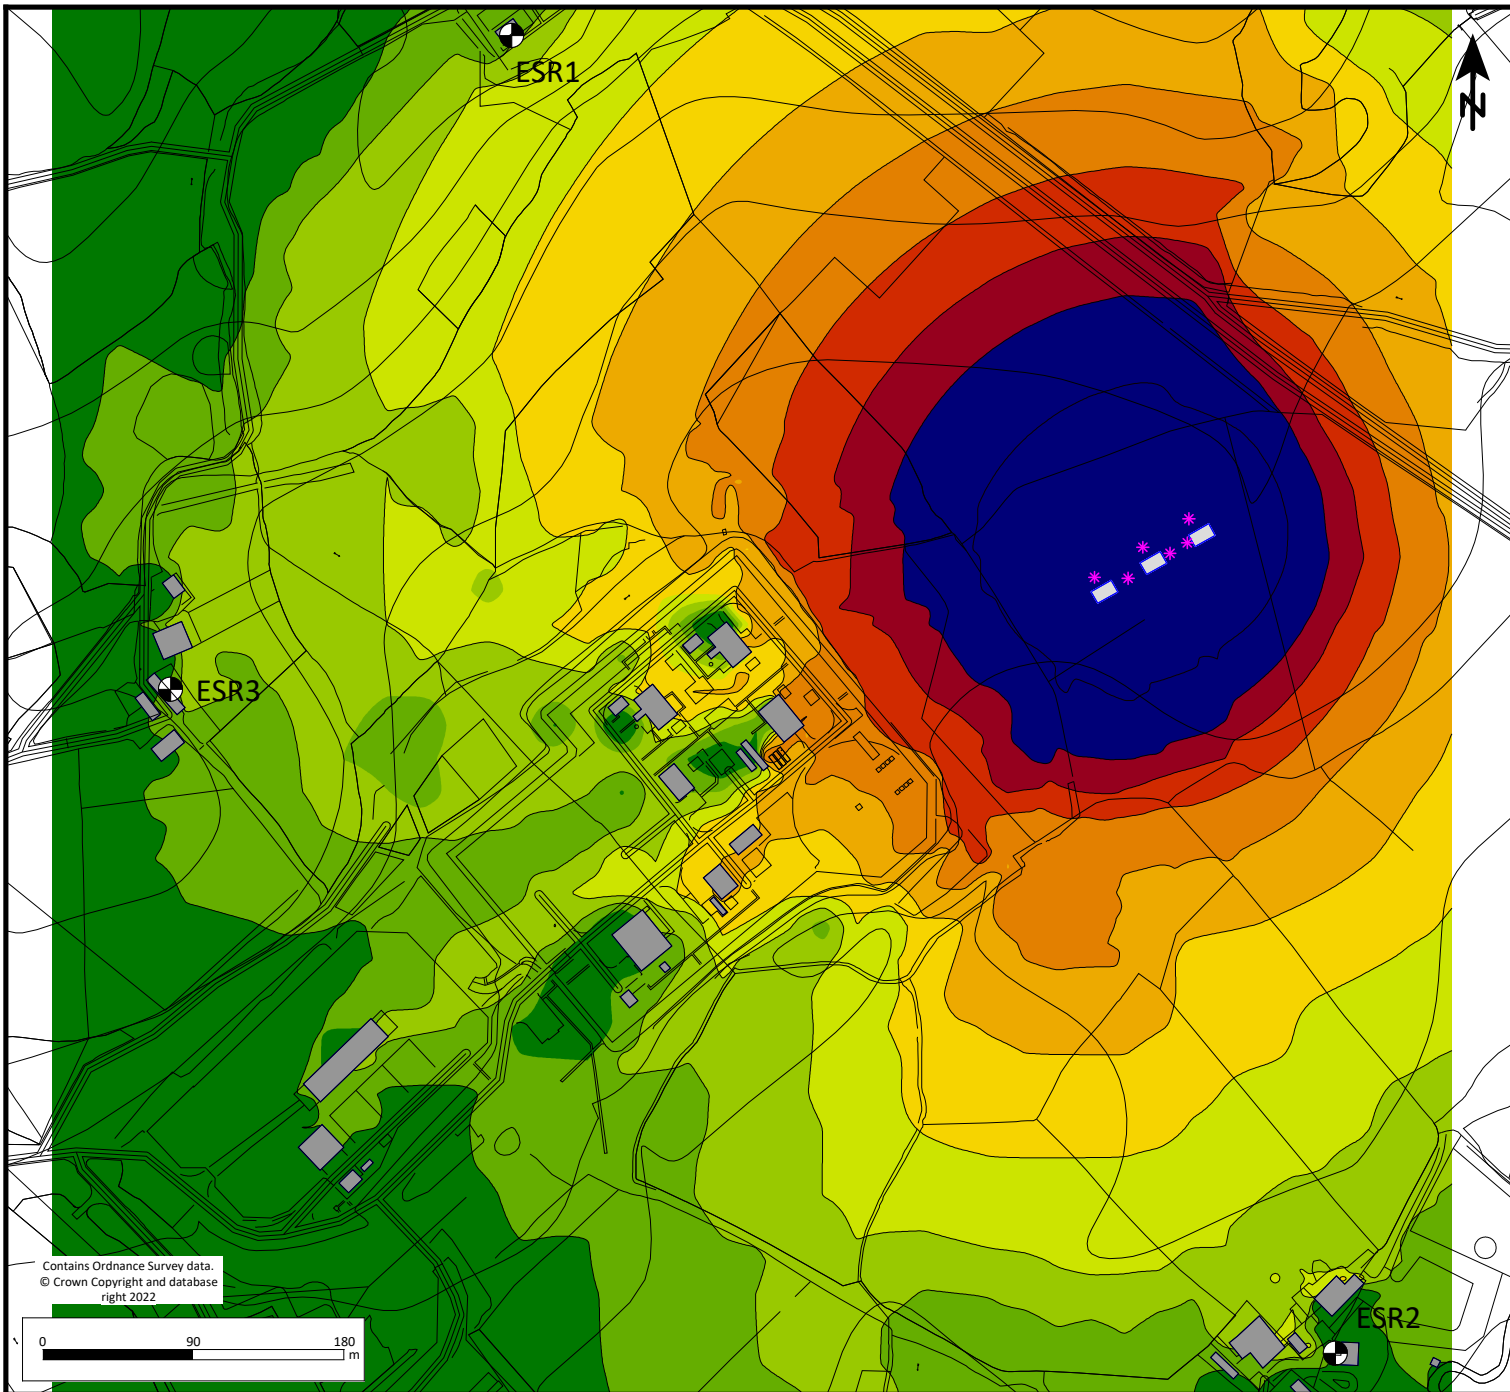 ESR1
N
ESR3
Contains Ordnance Survey data.
© Crown Copyright and database
right 2022
0 90 180
m
ESR2